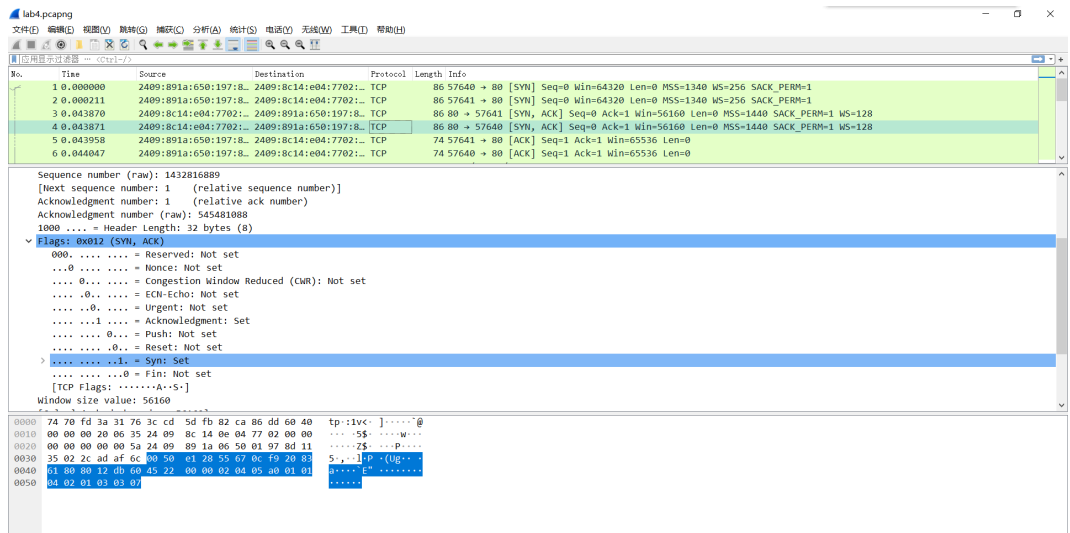 lab4.pcapng
文件(F) 编辑(E) 视图(V) 跳转(G) 捕获(C) 分析(A) 统计(S) 电话(Y) 无线(W) 工具(T) 帮助(H)
应用显示过滤器 … <Ctrl-/>
No. Time Source Destination Protocol Length Info
1 0.000000 2409:891a:650:197:8… 2409:8c14:e04:7702:… TCP 86 57640 → 80 [SYN] Seq=0 Win=64320 Len=0 MSS=1340 WS=256 SACK_PERM=1
2 0.000211 2409:891a:650:197:8… 2409:8c14:e04:7702:… TCP 86 57641 → 80 [SYN] Seq=0 Win=64320 Len=0 MSS=1340 WS=256 SACK_PERM=1
3 0.043870 2409:8c14:e04:7702:… 2409:891a:650:197:8… TCP 86 80 → 57641 [SYN, ACK] Seq=0 Ack=1 Win=56160 Len=0 MSS=1440 SACK_PERM=1 WS=128
4 0.043871 2409:8c14:e04:7702:… 2409:891a:650:197:8… TCP 86 80 → 57640 [SYN, ACK] Seq=0 Ack=1 Win=56160 Len=0 MSS=1440 SACK_PERM=1 WS=128
5 0.043958 2409:891a:650:197:8… 2409:8c14:e04:7702:… TCP 74 57641 → 80 [ACK] Seq=1 Ack=1 Win=65536 Len=0
6 0.044047 2409:891a:650:197:8… 2409:8c14:e04:7702:… TCP 74 57640 → 80 [ACK] Seq=1 Ack=1 Win=65536 Len=0
Sequence number (raw): 1432816889
[Next sequence number: 1 (relative sequence number)]
Acknowledgment number: 1 (relative ack number)
Acknowledgment number (raw): 545481088
1000 .... = Header Length: 32 bytes (8)
Flags: 0x012 (SYN, ACK)
000. .... .... = Reserved: Not set
...0 .... .... = Nonce: Not set
.... 0... .... = Congestion Window Reduced (CWR): Not set
.... .0.. .... = ECN-Echo: Not set
.... ..0. .... = Urgent: Not set
.... ...1 .... = Acknowledgment: Set
.... .... 0... = Push: Not set
.... .... .0.. = Reset: Not set
.... .... ..1. = Syn: Set
.... .... ...0 = Fin: Not set
[TCP Flags: ·······A··S·]
Window size value: 56160
0000 74 70 fd 3a 31 76 3c cd 5d fb 82 ca 86 dd 60 40 tp·:1v<· ]·····`@
0010 00 00 00 20 06 35 24 09 8c 14 0e 04 77 02 00 00 ··· ·5$· ····w···
0020 00 00 00 00 00 5a 24 09 89 1a 06 50 01 97 8d 11 ·····Z$· ···P····
0030 35 02 2c ad af 6c 00 50 e1 28 55 67 0c f9 20 83 5·,··l·P ·(Ug·· ·
0040 61 80 80 12 db 60 45 22 00 00 02 04 05 a0 01 01 a····`E" ········
0050 04 02 01 03 03 07 ······